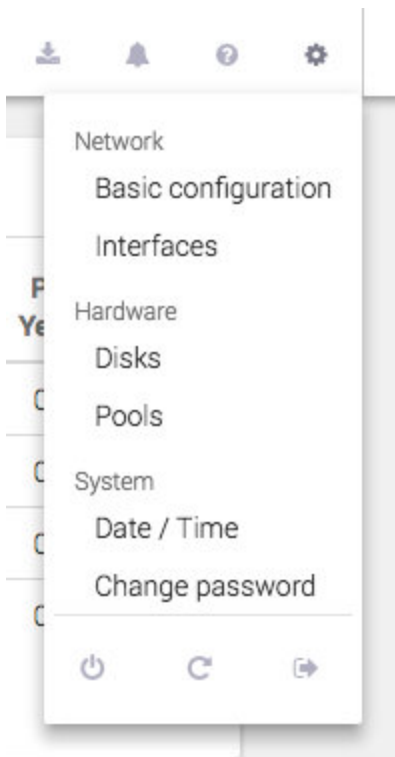 Network
Basic configuration
Interfaces
Hardware
Disks
Pools
System
Date / Time
Change password